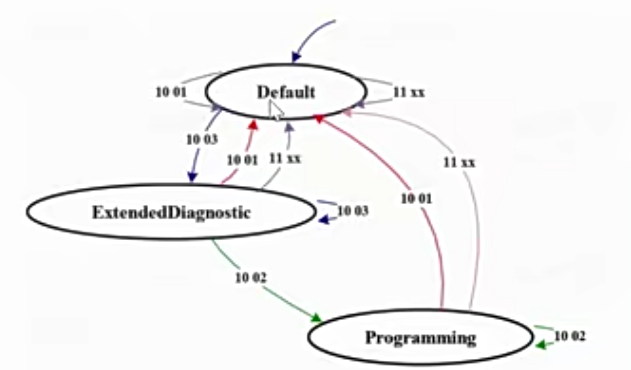 Default
10 01
11 xx
10 03
10 01
11 xx
11 xx
ExtendedDiagnostic
10 03
10 01
10 02
Programming
10 02